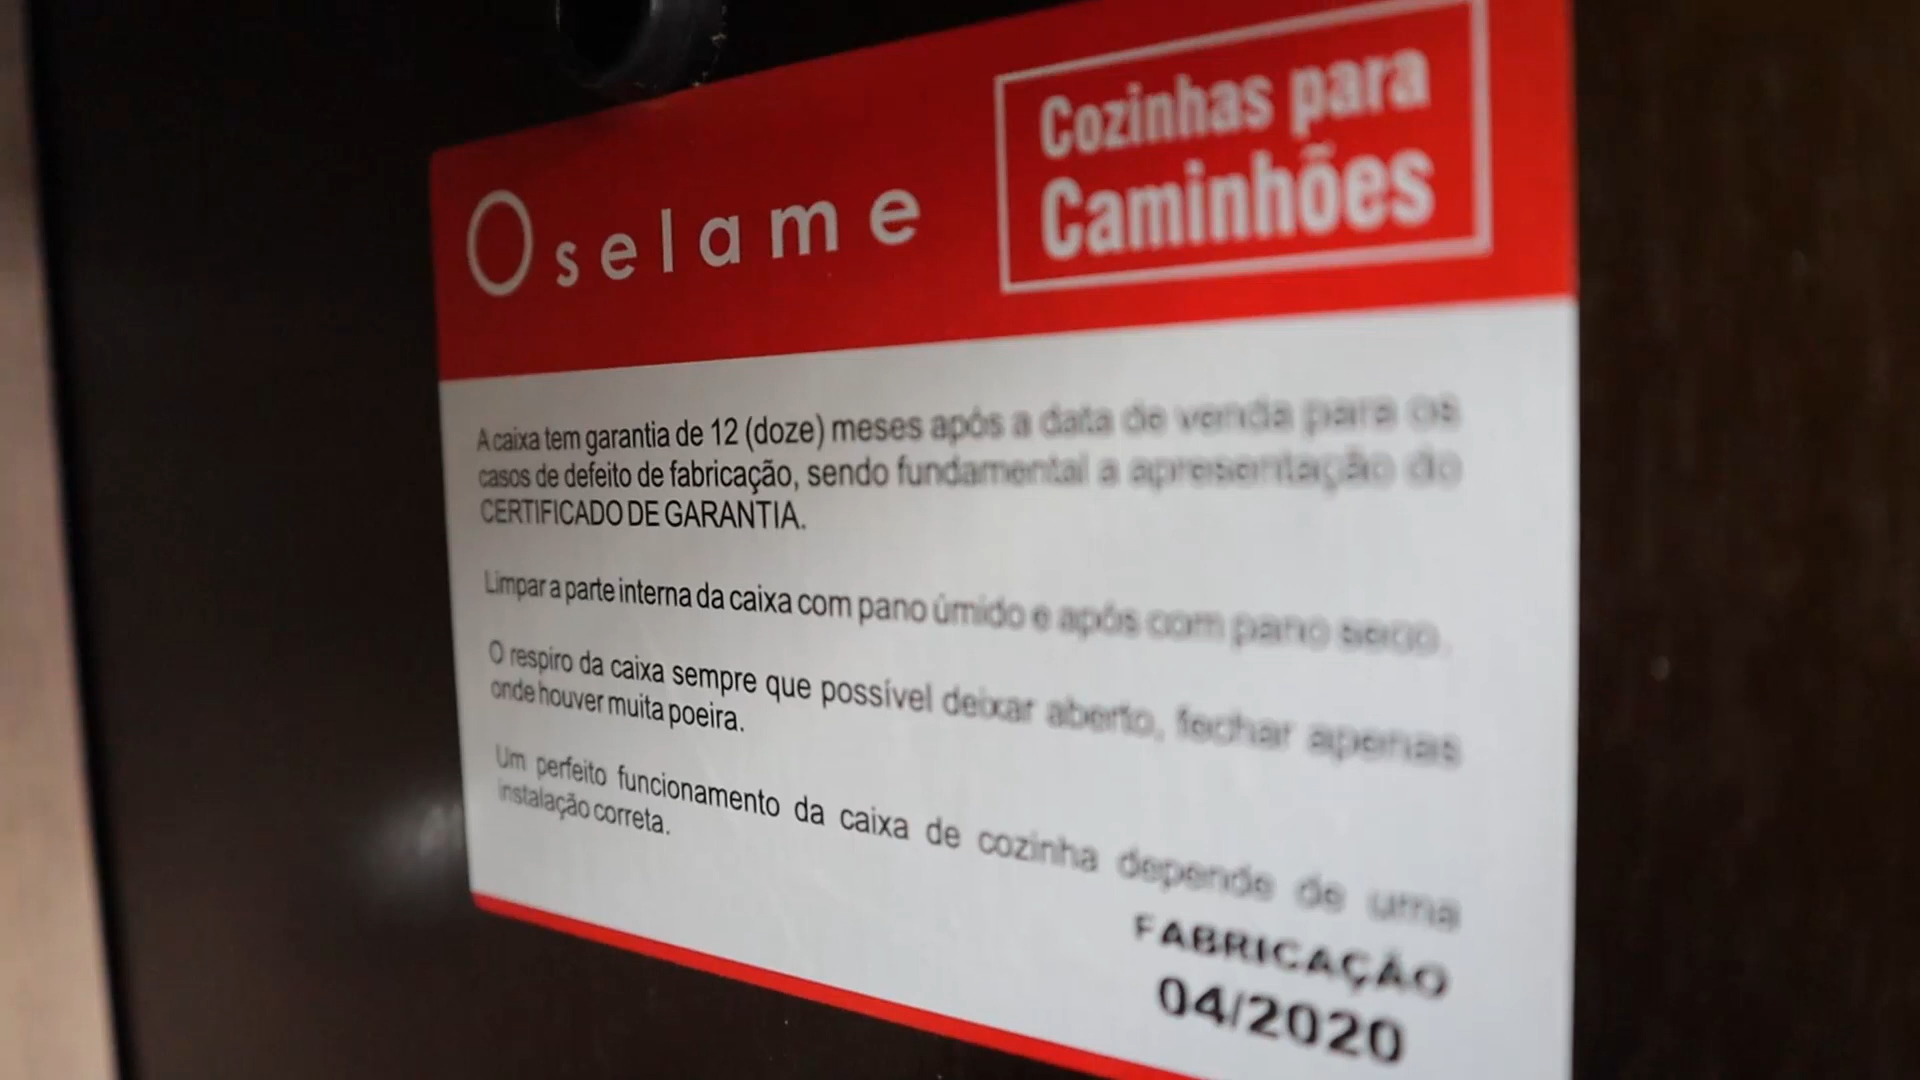 Oselame
Cozinhas para
Caminhões
A caixa tem garantia de 12 (doze) meses após a data de venda para os
casos de defeito de fabricação, sendo fundamental a apresentação do
CERTIFICADO DE GARANTIA.
Limpar a parte interna da caixa com pano úmido e após com pano seco.
O respiro da caixa sempre que possível deixar aberto, fechar apenas
onde houver muita poeira.
Um perfeito funcionamento da caixa de cozinha depende de uma
instalação correta.
FABRICAÇÃO
04/2020